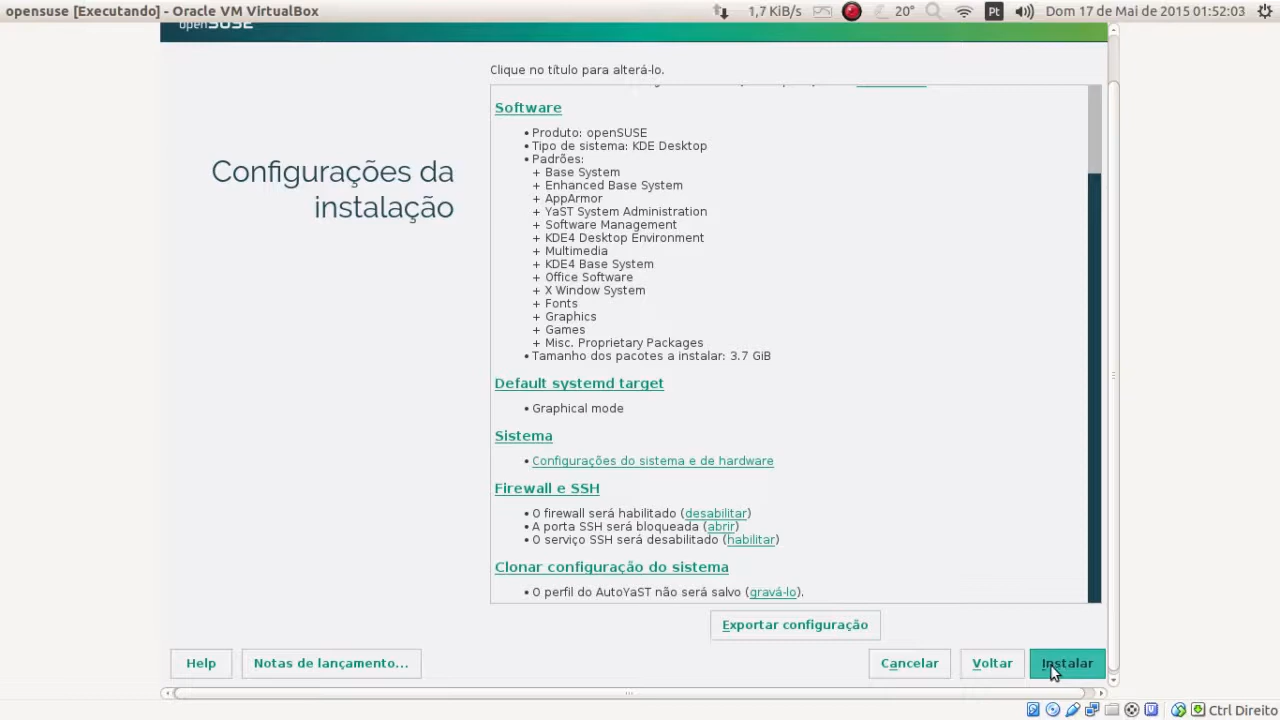 opensuse [Executando] - Oracle VM VirtualBox
1,7 KiB/s 20° Pt Dom 17 de Mai de 2015 01:52:03
openSUSE
Clique no título para alterá-lo.
Configurações da
instalação
Software
• Produto: openSUSE
• Tipo de sistema: KDE Desktop
• Padrões:
+ Base System
+ Enhanced Base System
+ AppArmor
+ YaST System Administration
+ Software Management
+ KDE4 Desktop Environment
+ Multimedia
+ KDE4 Base System
+ Office Software
+ X Window System
+ Fonts
+ Graphics
+ Games
+ Misc. Proprietary Packages
• Tamanho dos pacotes a instalar: 3.7 GiB
Default systemd target
• Graphical mode
Sistema
• Configurações do sistema e de hardware
Firewall e SSH
• O firewall será habilitado (desabilitar)
• A porta SSH será bloqueada (abrir)
• O serviço SSH será desabilitado (habilitar)
Clonar configuração do sistema
• O perfil do AutoYaST não será salvo (gravá-lo).
Exportar configuração
Help Notas de lançamento... Cancelar Voltar Instalar
Ctrl Direito